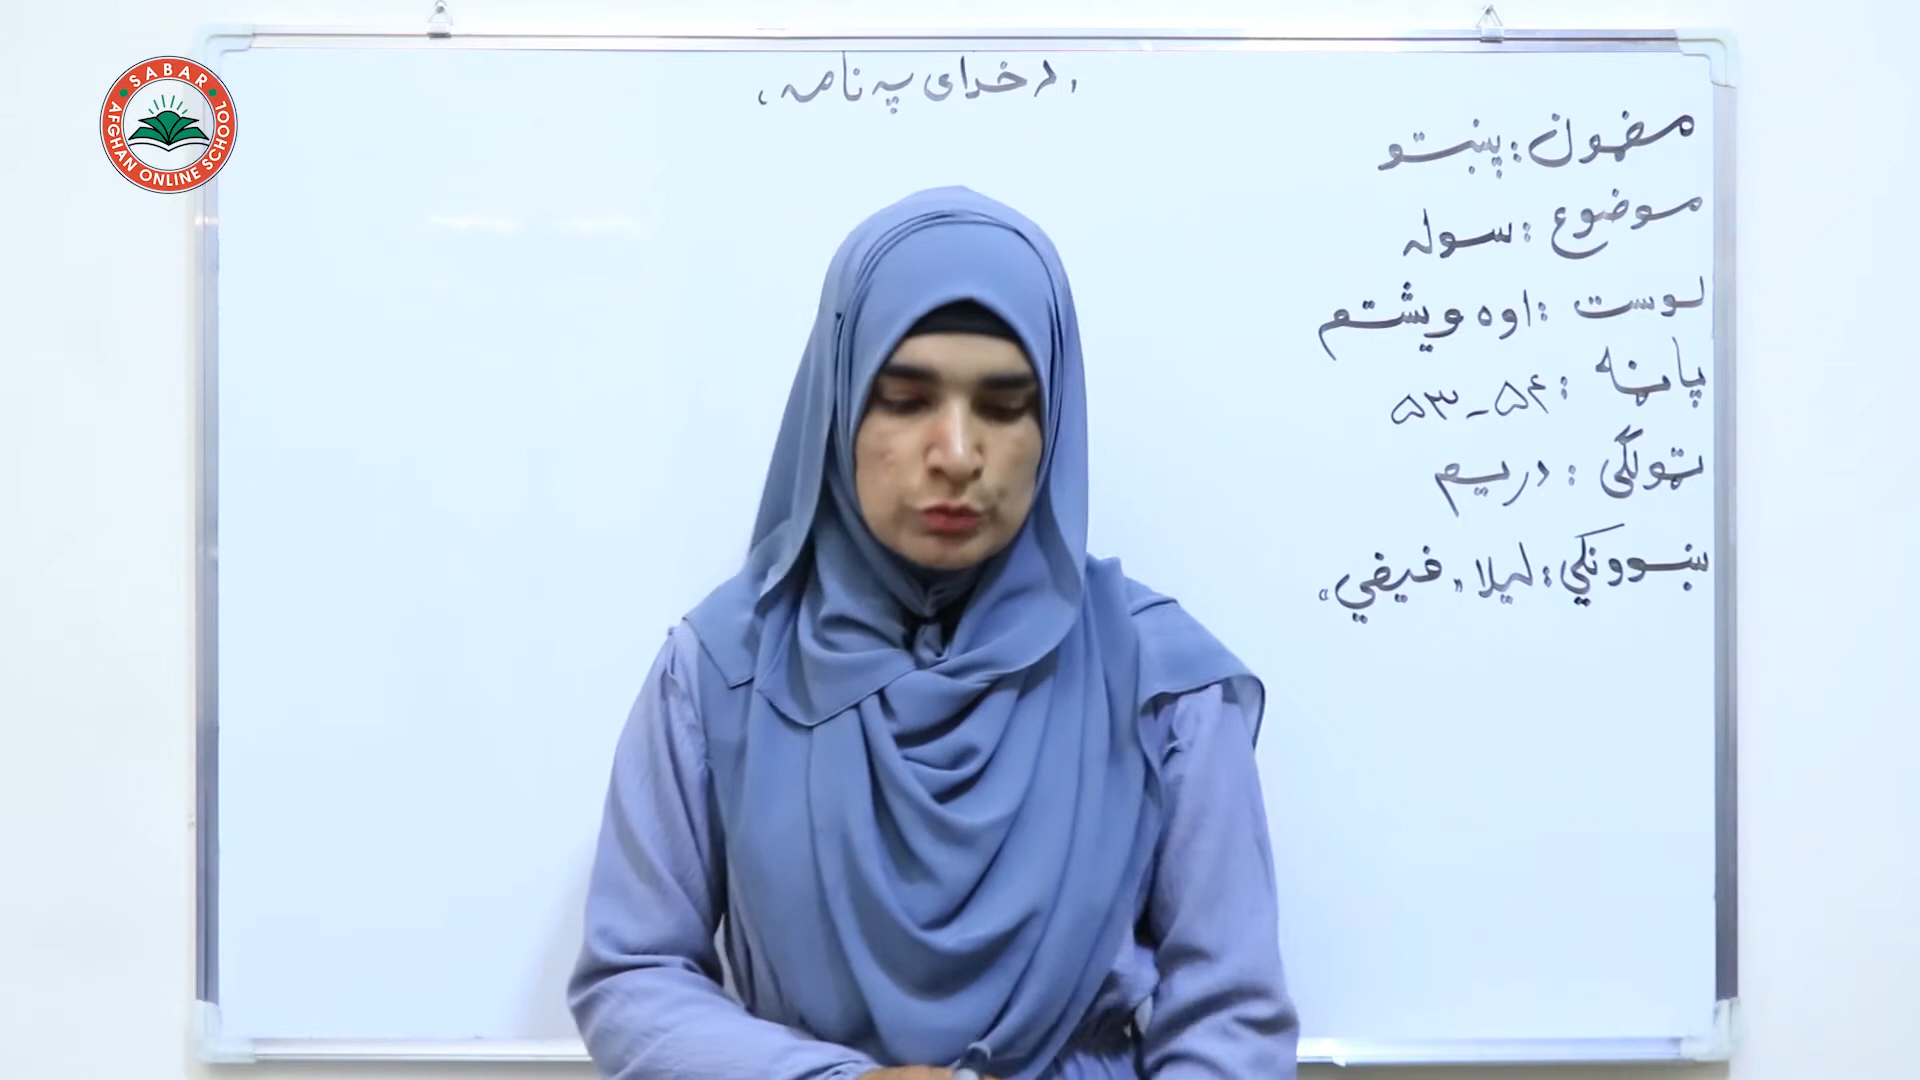 SABAR
AFGHAN ONLINE SCHOOL
د خدای په نامه
مضمون: پښتو
موضوع: سوله
لوست: اوه ویشتم
پاڼه: ۵۳-۵۴
ټولګی: دریم
ښوونکي: لیلا "فیضي"